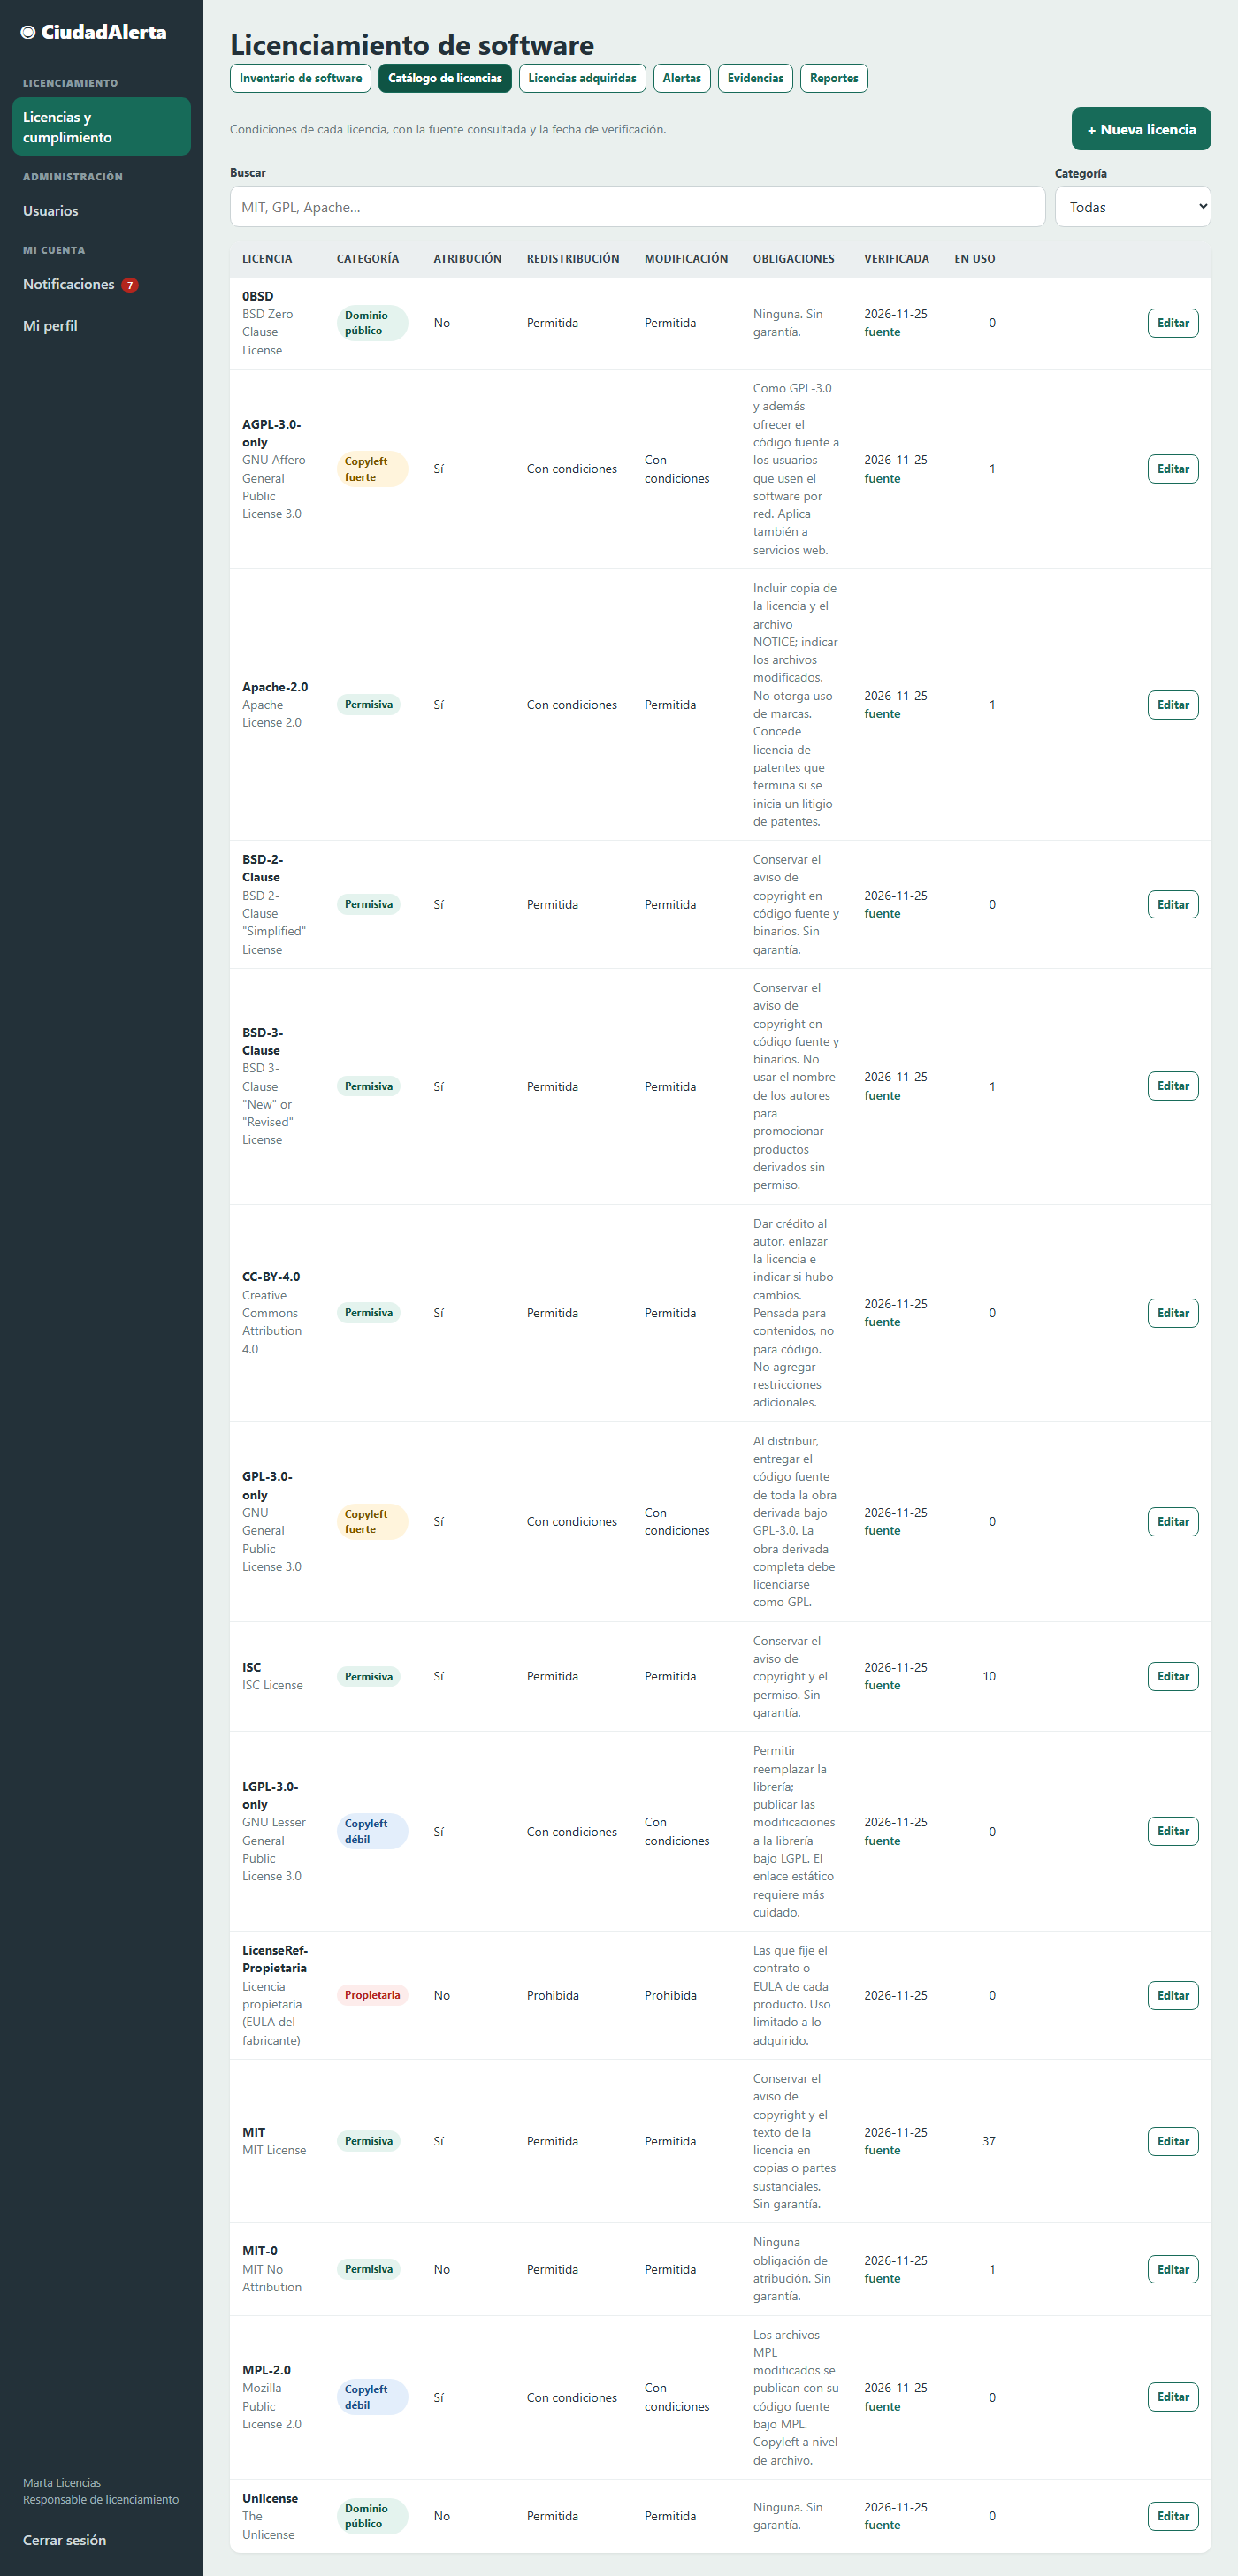 ◉ CiudadAlerta
LICENCIAMIENTO
Licencias y
cumplimiento
ADMINISTRACIÓN
Usuarios
MI CUENTA
Notificaciones 7
Mi perfil
Marta Licencias
Responsable de licenciamiento
Cerrar sesión
Licenciamiento de software
Inventario de software Catálogo de licencias Licencias adquiridas Alertas Evidencias Reportes
Condiciones de cada licencia, con la fuente consultada y la fecha de verificación.
+ Nueva licencia
Buscar
MIT, GPL, Apache...
Categoría
Todas
LICENCIA CATEGORÍA ATRIBUCIÓN REDISTRIBUCIÓN MODIFICACIÓN OBLIGACIONES VERIFICADA EN USO
0BSD
BSD Zero
Clause
License
Dominio
público
No
Permitida
Permitida
Ninguna. Sin
garantía.
2026-11-25
fuente
0
Editar
AGPL-3.0-
only
GNU Affero
General
Public
License 3.0
Copyleft
fuerte
Sí
Con condiciones
Con
condiciones
Como GPL-3.0
y además
ofrecer el
código fuente a
los usuarios
que usen el
software por
red. Aplica
también a
servicios web.
2026-11-25
fuente
1
Editar
Apache-2.0
Apache
License 2.0
Permisiva
Sí
Con condiciones
Permitida
Incluir copia de
la licencia y el
archivo
NOTICE; indicar
los archivos
modificados.
No otorga uso
de marcas.
Concede
licencia de
patentes que
termina si se
inicia un litigio
de patentes.
2026-11-25
fuente
1
Editar
BSD-2-
Clause
BSD 2-
Clause
"Simplified"
License
Permisiva
Sí
Permitida
Permitida
Conservar el
aviso de
copyright en
código fuente y
binarios. Sin
garantía.
2026-11-25
fuente
0
Editar
BSD-3-
Clause
BSD 3-
Clause
"New" or
"Revised"
License
Permisiva
Sí
Permitida
Permitida
Conservar el
aviso de
copyright en
código fuente y
binarios. No
usar el nombre
de los autores
para
promocionar
productos
derivados sin
permiso.
2026-11-25
fuente
1
Editar
CC-BY-4.0
Creative
Commons
Attribution
4.0
Permisiva
Sí
Permitida
Permitida
Dar crédito al
autor, enlazar
la licencia e
indicar si hubo
cambios.
Pensada para
contenidos, no
para código.
No agregar
restricciones
adicionales.
2026-11-25
fuente
0
Editar
GPL-3.0-
only
GNU
General
Public
License 3.0
Copyleft
fuerte
Sí
Con condiciones
Con
condiciones
Al distribuir,
entregar el
código fuente
de toda la obra
derivada bajo
GPL-3.0. La
obra derivada
completa debe
licenciarse
como GPL.
2026-11-25
fuente
0
Editar
ISC
ISC License
Permisiva
Sí
Permitida
Permitida
Conservar el
aviso de
copyright y el
permiso. Sin
garantía.
2026-11-25
fuente
10
Editar
LGPL-3.0-
only
GNU Lesser
General
Public
License 3.0
Copyleft
débil
Sí
Con condiciones
Con
condiciones
Permitir
reemplazar la
librería;
publicar las
modificaciones
a la librería
bajo LGPL. El
enlace estático
requiere más
cuidado.
2026-11-25
fuente
0
Editar
LicenseRef-
Propietaria
Licencia
propietaria
(EULA del
fabricante)
Propietaria
No
Prohibida
Prohibida
Las que fije el
contrato o
EULA de cada
producto. Uso
limitado a lo
adquirido.
2026-11-25
0
Editar
MIT
MIT License
Permisiva
Sí
Permitida
Permitida
Conservar el
aviso de
copyright y el
texto de la
licencia en
copias o partes
sustanciales.
Sin garantía.
2026-11-25
fuente
37
Editar
MIT-0
MIT No
Attribution
Permisiva
No
Permitida
Permitida
Ninguna
obligación de
atribución. Sin
garantía.
2026-11-25
fuente
1
Editar
MPL-2.0
Mozilla
Public
License 2.0
Copyleft
débil
Sí
Con condiciones
Con
condiciones
Los archivos
MPL
modificados se
publican con su
código fuente
bajo MPL.
Copyleft a nivel
de archivo.
2026-11-25
fuente
0
Editar
Unlicense
The
Unlicense
Dominio
público
No
Permitida
Permitida
Ninguna. Sin
garantía.
2026-11-25
fuente
0
Editar